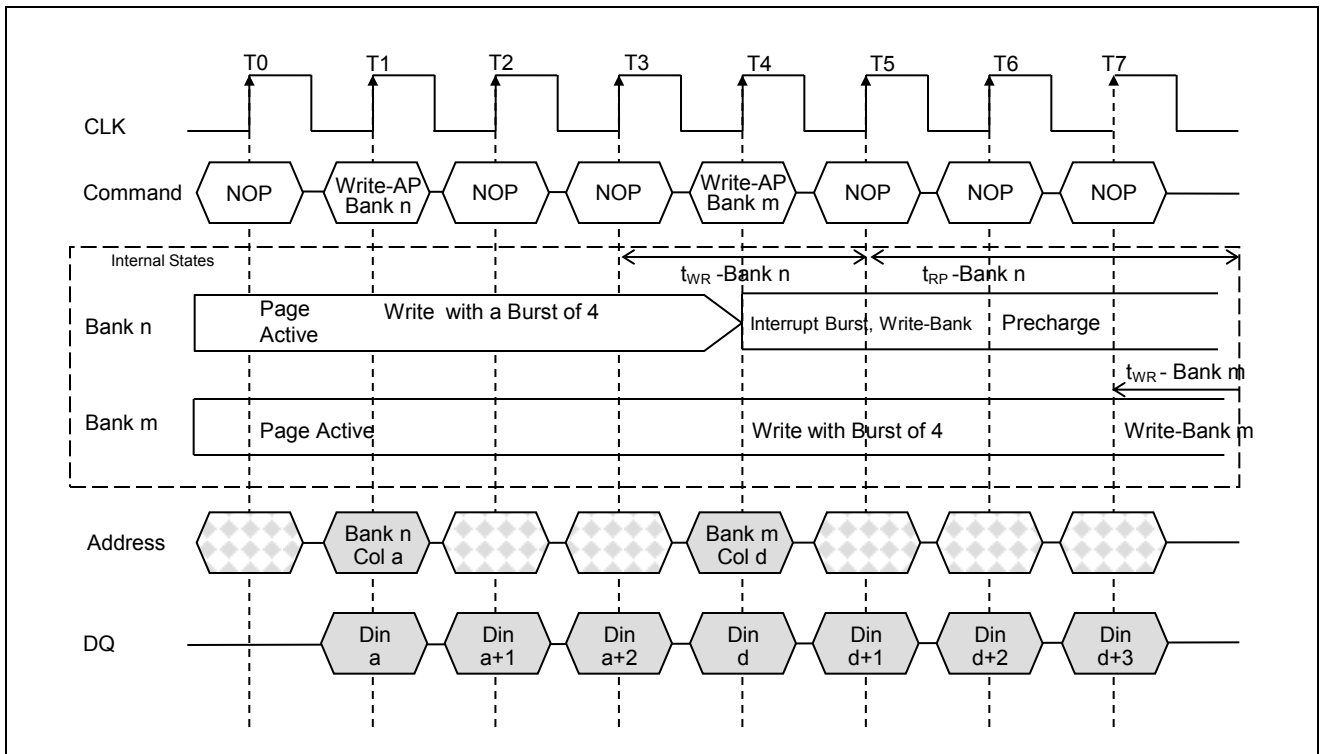 T0 T1 T2 T3 T4 T5 T6 T7
CLK
Command NOP Write-AP Bank n NOP NOP Write-AP Bank m NOP NOP NOP
Internal States
tWR -Bank n tRP -Bank n
Bank n Page Active Write with a Burst of 4 Interrupt Burst, Write-Bank Precharge
tWR - Bank m
Bank m Page Active Write with Burst of 4 Write-Bank m
Address Bank n Col a Bank m Col d
DQ Din a Din a+1 Din a+2 Din d Din d+1 Din d+2 Din d+3